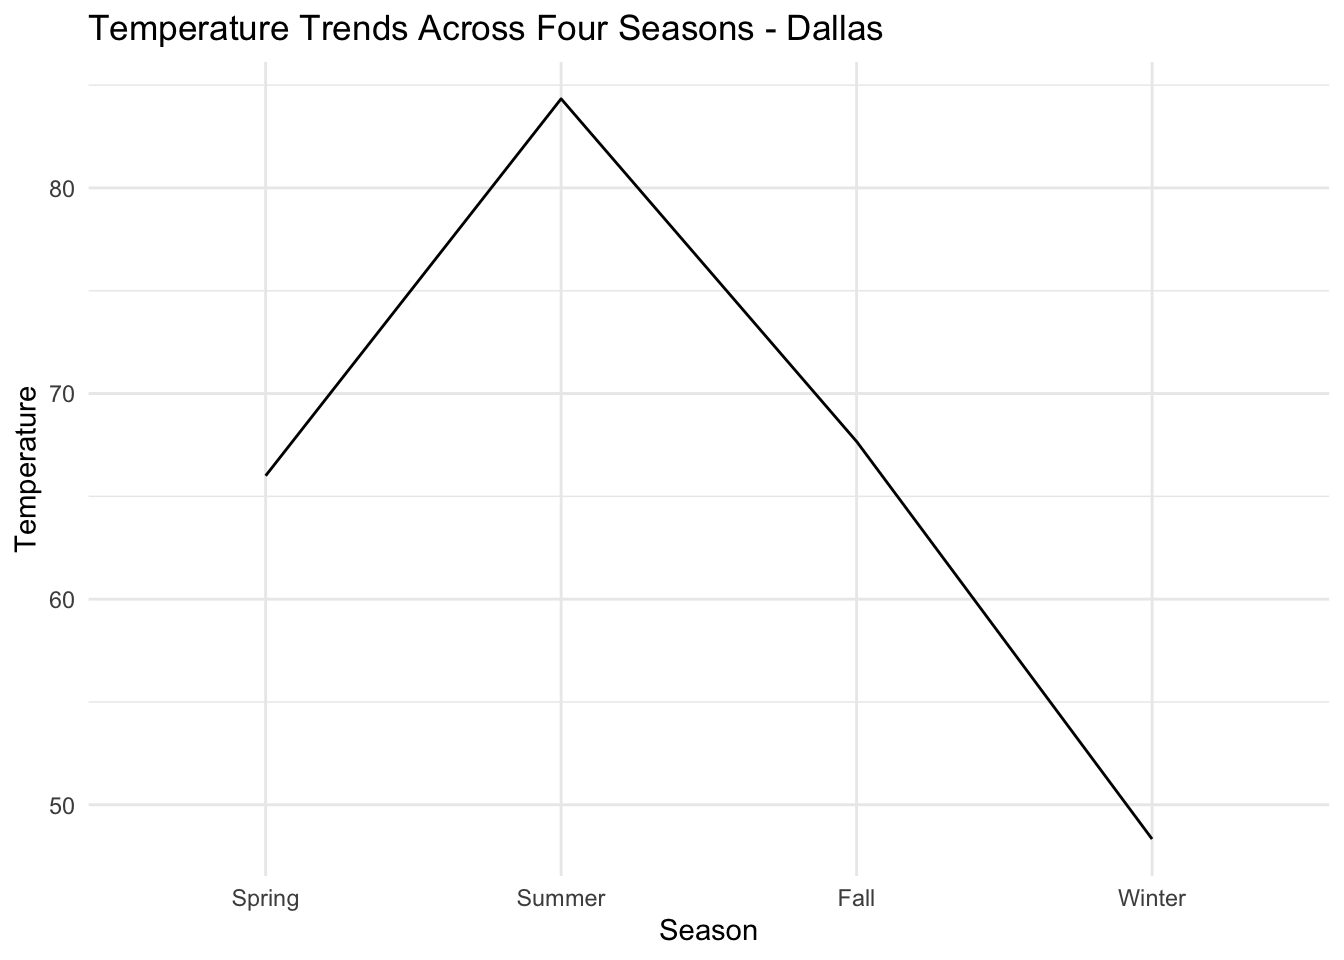 Temperature Trends Across Four Seasons - Dallas
80
70
60
50
Temperature
Spring Summer Fall Winter
Season